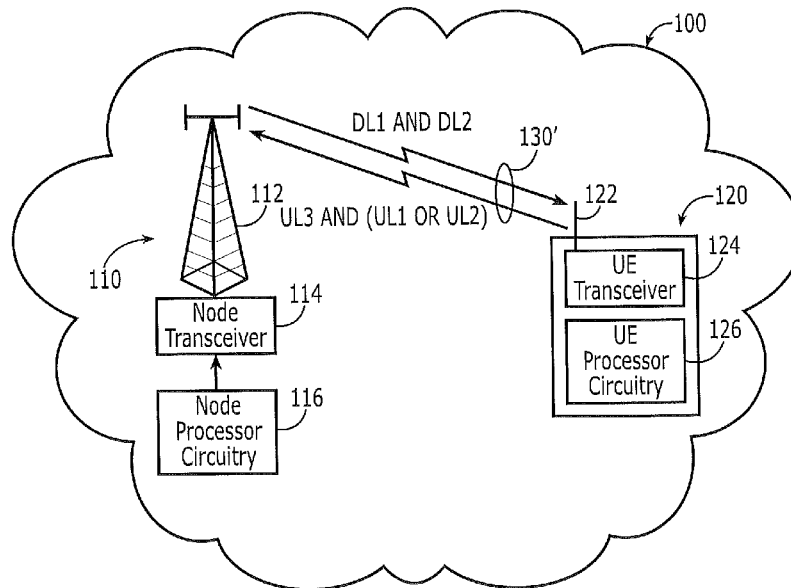 100
DL1 AND DL2
130'
122
120
112
UL3 AND (UL1 OR UL2)
110
UE
Transceiver
124
Node
Transceiver
114
UE
Processor
Circuitry
126
Node
Processor
Circuitry
116